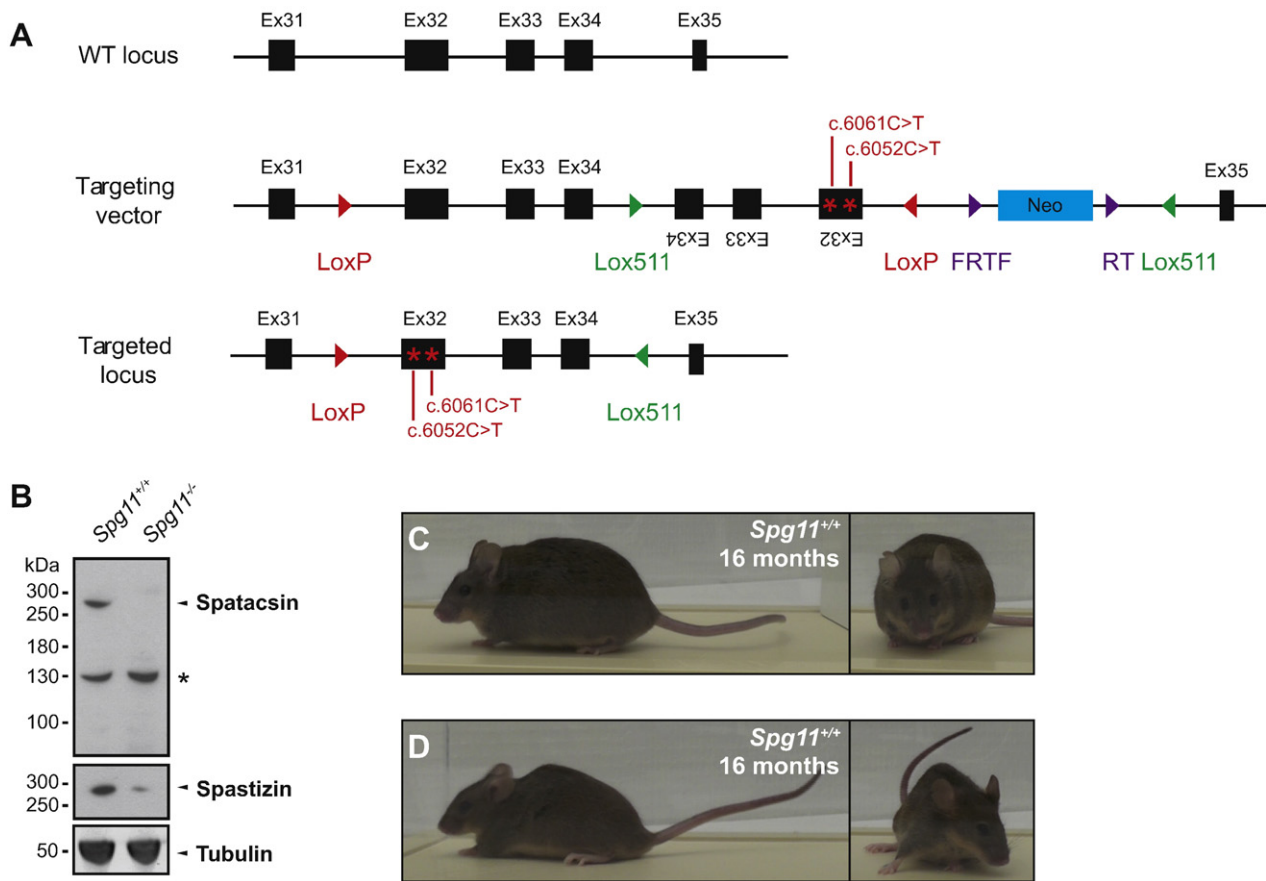 A
WT locus
Ex31 Ex32 Ex33 Ex34 Ex35
Targeting vector
c.6061C>T
c.6052C>T
Ex31 Ex32 Ex33 Ex34 Ex35
Neo
Ex34 Ex33 Ex32
LoxP Lox511 LoxP FRTF RT Lox511
Targeted locus
Ex31 Ex32 Ex33 Ex34 Ex35
LoxP Lox511
c.6061C>T
c.6052C>T
B
Spg11+/+ Spg11-/-
kDa
300
250
180
130
100
Spatacsin
*
300
250
Spastizin
50
Tubulin
C
Spg11+/+
16 months
D
Spg11+/+
16 months